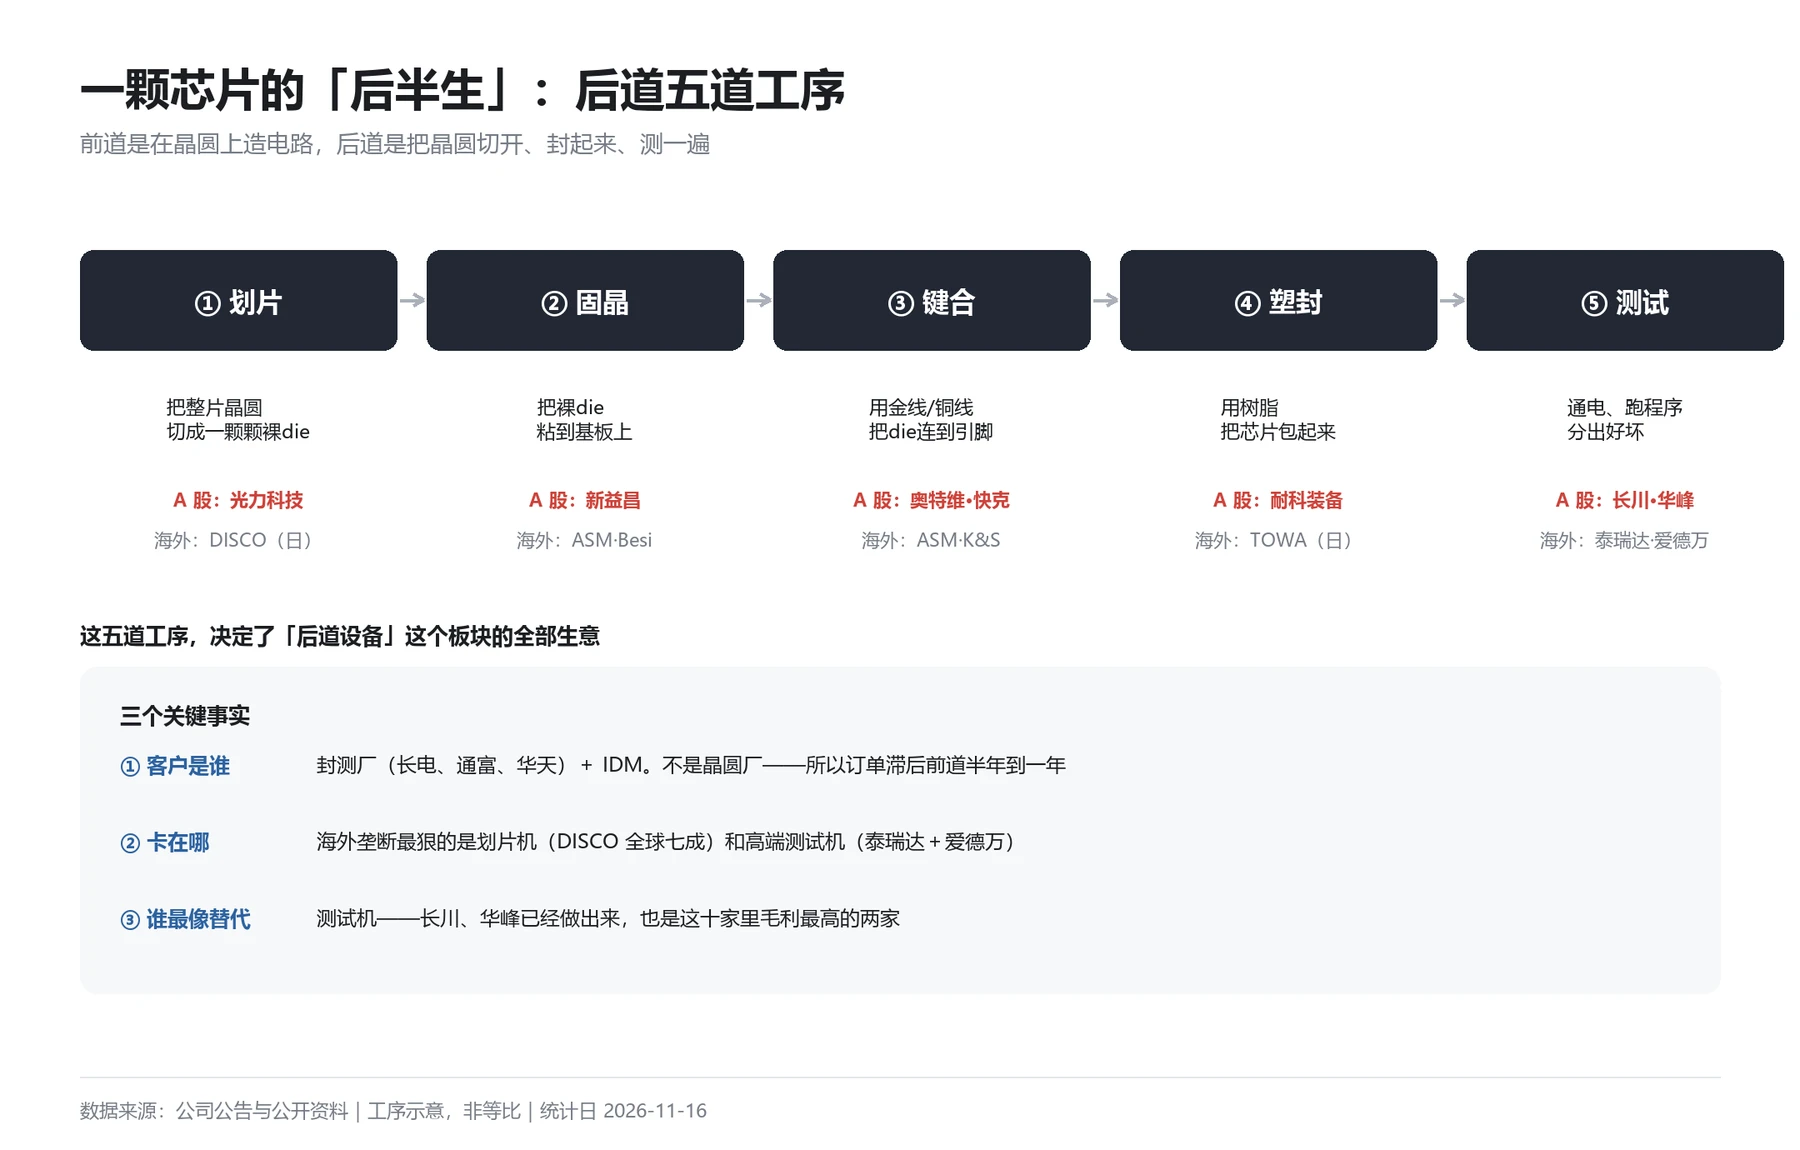 一颗芯片的「后半生」：后道五道工序
前道是在晶圆上造电路，后道是把晶圆切开、封起来、测一遍
① 划片
② 固晶
③ 键合
④ 塑封
⑤ 测试
把整片晶圆
切成一颗颗裸die
把裸die
粘到基板上
用金线/铜线
把die连到引脚
用树脂
把芯片包起来
通电、跑程序
分出好坏
A 股：光力科技
A 股：新益昌
A 股：奥特维·快克
A 股：耐科装备
A 股：长川·华峰
海外：DISCO（日）
海外：ASM·Besi
海外：ASM·K&S
海外：TOWA（日）
海外：泰瑞达·爱德万
这五道工序，决定了「后道设备」这个板块的全部生意
三个关键事实
① 客户是谁 封测厂（长电、通富、华天）+ IDM。不是晶圆厂——所以订单滞后前道半年到一年
② 卡在哪 海外垄断最狠的是划片机（DISCO 全球七成）和高端测试机（泰瑞达＋爱德万）
③ 谁最像替代 测试机——长川、华峰已经做出来，也是这十家里毛利最高的两家
数据来源：公司公告与公开资料｜工序示意，非等比｜统计日 2026-11-16